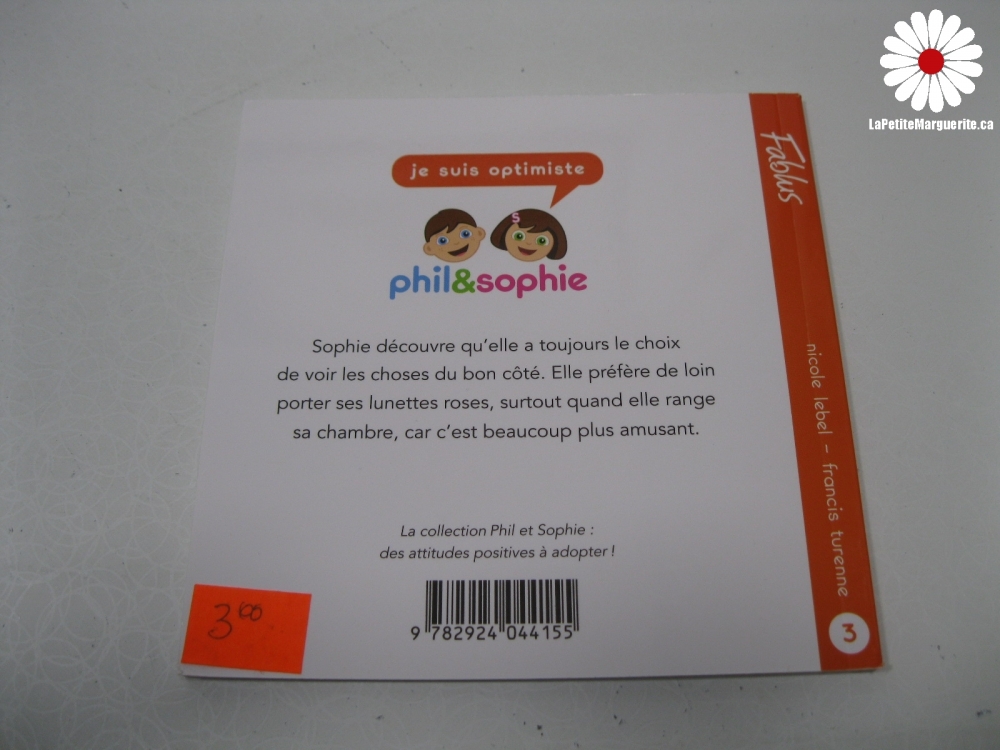 LaPetiteMarguerite.ca
je suis optimiste
S
phil&sophie
Sophie découvre qu'elle a toujours le choix
de voir les choses du bon côté. Elle préfère de loin
porter ses lunettes roses, surtout quand elle range
sa chambre, car c'est beaucoup plus amusant.
La collection Phil et Sophie :
des attitudes positives à adopter !
9 782924 044155
3
Fablus
nicole lebel - francis turenne
3